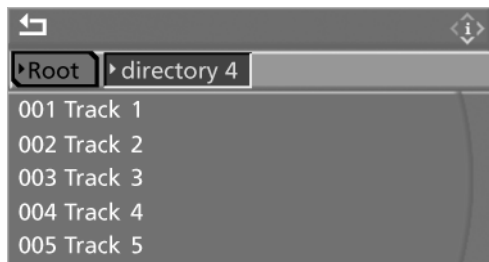 i
Root directory 4
001 Track 1
002 Track 2
003 Track 3
004 Track 4
005 Track 5